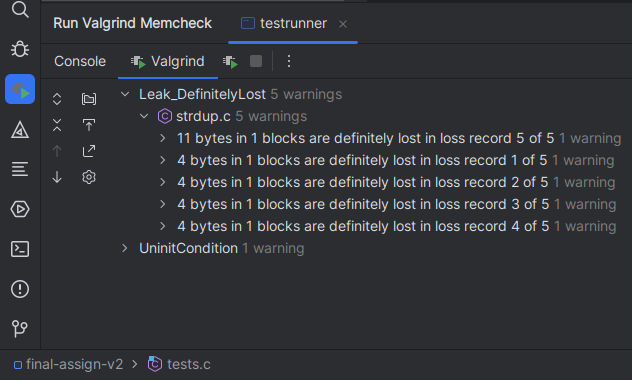 Run Valgrind Memcheck testrunner ×
Console Valgrind
Leak_DefinitelyLost 5 warnings
C strdup.c 5 warnings
11 bytes in 1 blocks are definitely lost in loss record 5 of 5 1 warning
4 bytes in 1 blocks are definitely lost in loss record 1 of 5 1 warning
4 bytes in 1 blocks are definitely lost in loss record 2 of 5 1 warning
4 bytes in 1 blocks are definitely lost in loss record 3 of 5 1 warning
4 bytes in 1 blocks are definitely lost in loss record 4 of 5 1 warning
UninitCondition 1 warning
final-assign-v2 > C tests.c